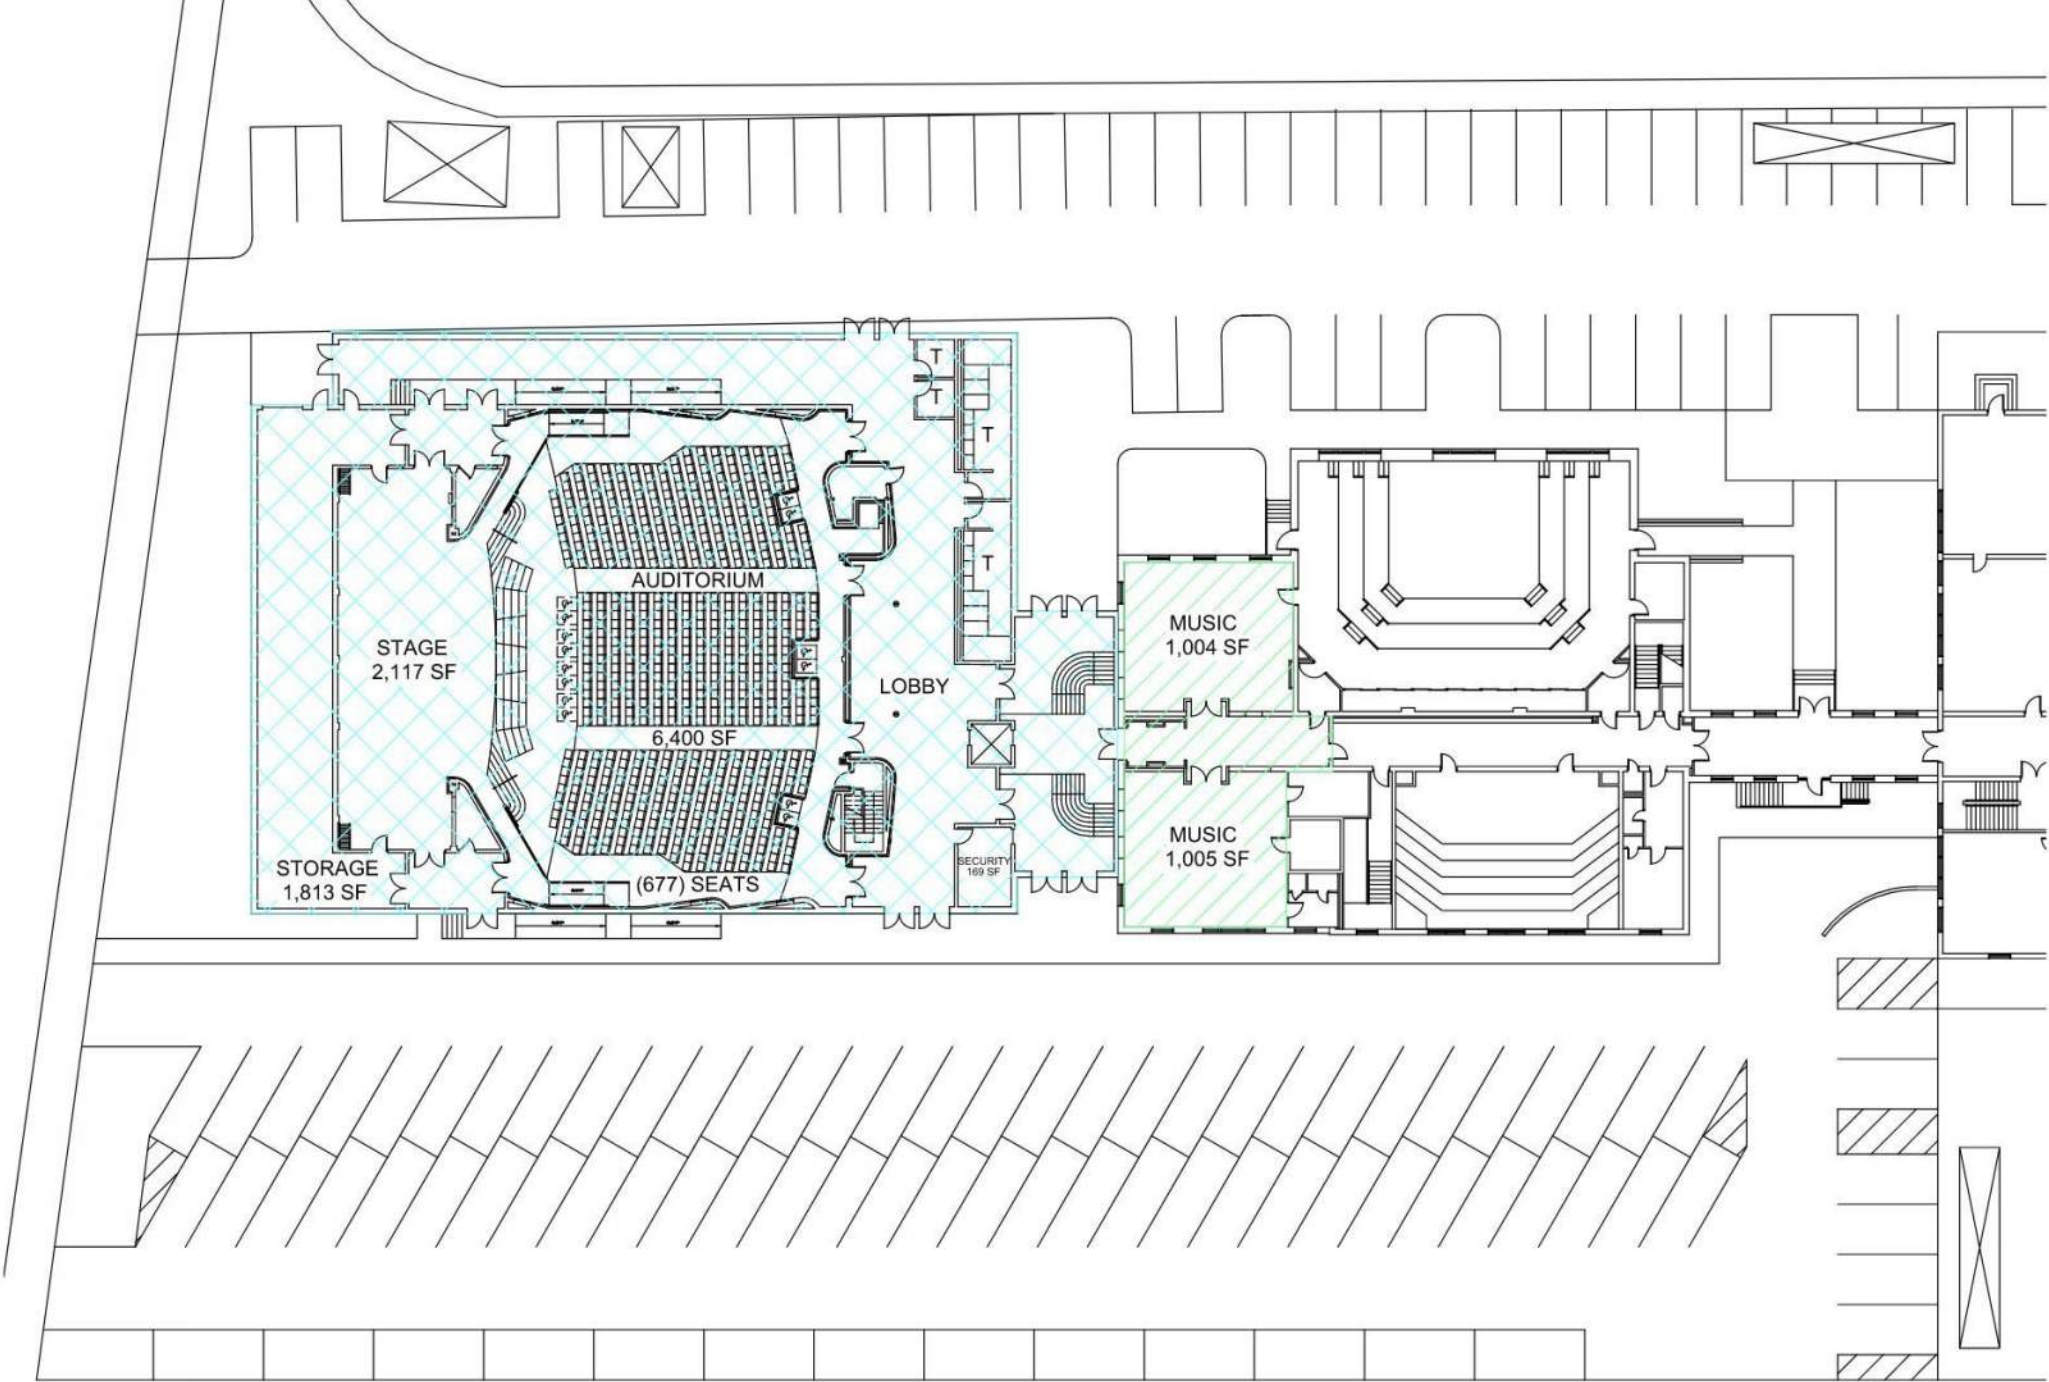 T
T
T
T
AUDITORIUM
MUSIC
1,004 SF
STAGE
2,117 SF
LOBBY
6,400 SF
MUSIC
1,005 SF
STORAGE
1,813 SF
SECURITY
169 SF
(677) SEATS